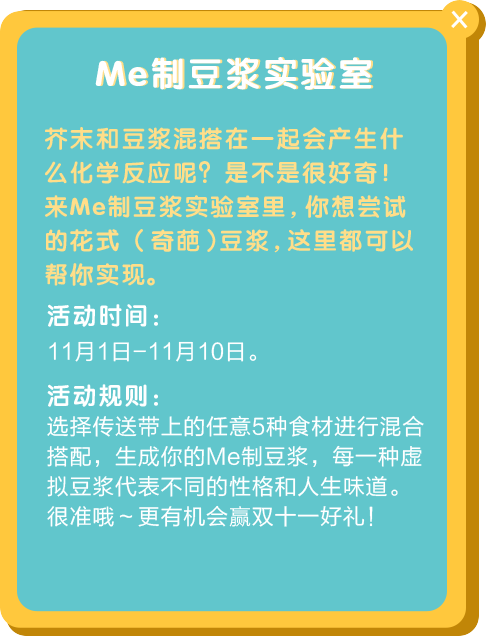 Me制豆浆实验室
芥末和豆浆混搭在一起会产生什
么化学反应呢？是不是很好奇！
来Me制豆浆实验室里，你想尝试
的花式（奇葩）豆浆，这里都可以
帮你实现。
活动时间：
11月1日-11月10日。
活动规则：
选择传送带上的任意5种食材进行混合
搭配，生成你的Me制豆浆，每一种虚
拟豆浆代表不同的性格和人生味道。
很准哦～更有机会赢双十一好礼！